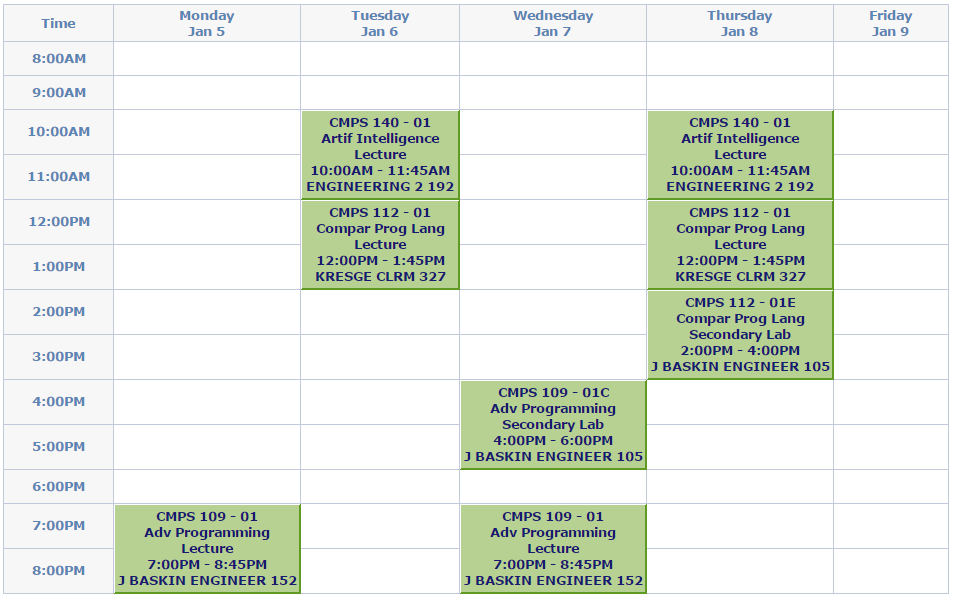 Time
Monday
Jan 5
Tuesday
Jan 6
Wednesday
Jan 7
Thursday
Jan 8
Friday
Jan 9
8:00AM
9:00AM
10:00AM
CMPS 140 - 01
Artif Intelligence
Lecture
10:00AM - 11:45AM
ENGINEERING 2 192
CMPS 140 - 01
Artif Intelligence
Lecture
10:00AM - 11:45AM
ENGINEERING 2 192
11:00AM
12:00PM
CMPS 112 - 01
Compar Prog Lang
Lecture
12:00PM - 1:45PM
KRESGE CLRM 327
CMPS 112 - 01
Compar Prog Lang
Lecture
12:00PM - 1:45PM
KRESGE CLRM 327
1:00PM
2:00PM
CMPS 112 - 01E
Compar Prog Lang
Secondary Lab
2:00PM - 4:00PM
J BASKIN ENGINEER 105
3:00PM
4:00PM
CMPS 109 - 01C
Adv Programming
Secondary Lab
4:00PM - 6:00PM
J BASKIN ENGINEER 105
5:00PM
6:00PM
7:00PM
CMPS 109 - 01
Adv Programming
Lecture
7:00PM - 8:45PM
J BASKIN ENGINEER 152
CMPS 109 - 01
Adv Programming
Lecture
7:00PM - 8:45PM
J BASKIN ENGINEER 152
8:00PM